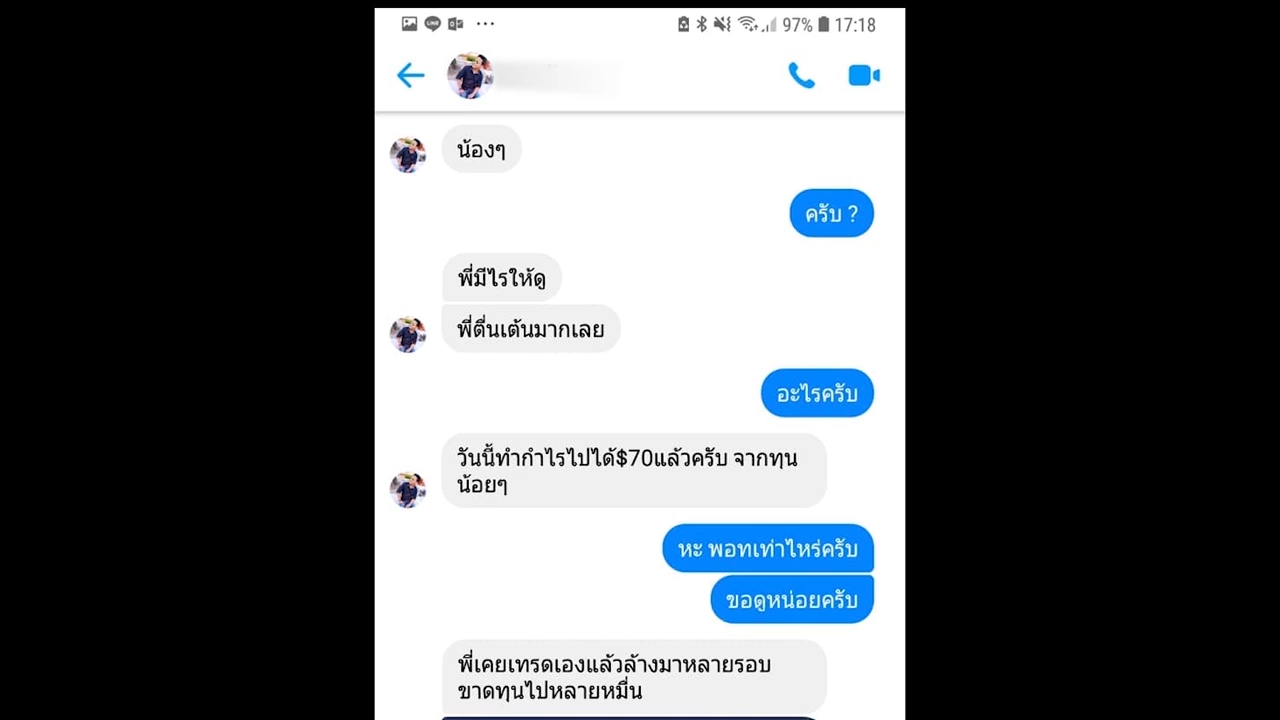 97% 17:18
น้องๆ
ครับ ?
พี่มีไรให้ดู
พี่ตื่นเต้นมากเลย
อะไรครับ
วันนี้ทำกำไรไปได้$70แล้วครับ จากทุน
น้อยๆ
หะ พอทเท่าไหร่ครับ
ขอดูหน่อยครับ
พี่เคยเทรดเองแล้วล้างมาหลายรอบ
ขาดทุนไปหลายหมื่น